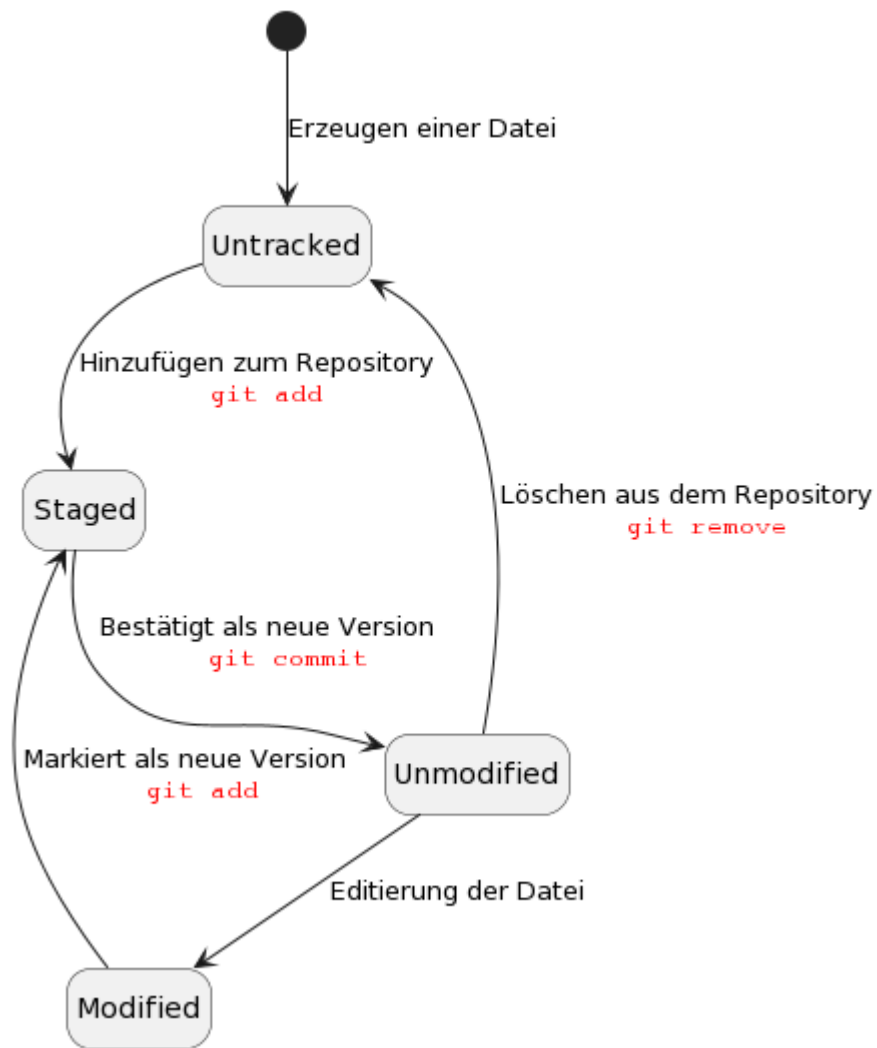 Erzeugen einer Datei
Untracked
Hinzufügen zum Repository
git add
Staged
Löschen aus dem Repository
git remove
Bestätigt als neue Version
git commit
Markiert als neue Version
git add
Unmodified
Editierung der Datei
Modified